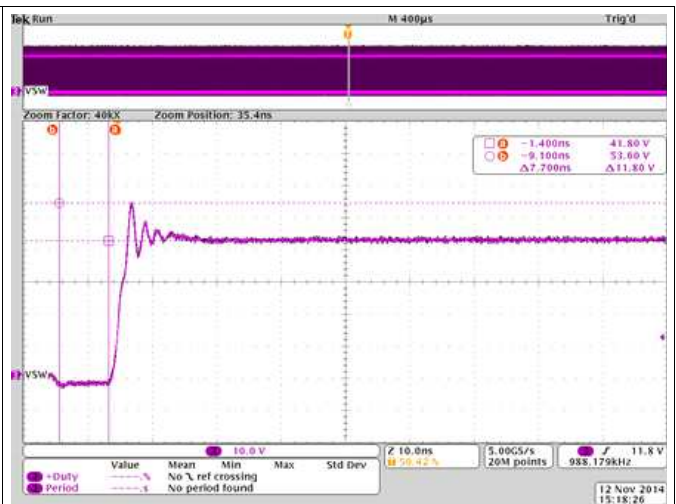 Tek Run M 400µs Trig'd
VSW
Zoom Factor: 40kX Zoom Position: 35.4ns
b a
a −1.400ns 41.80 V
b −9.100ns 53.60 V
Δ7.700ns Δ11.80 V
VSW
10.0 V Z 10.0ns 5.00GS/s 11.8 V
50.42 % 20M points 988.179kHz
Value Mean Min Max Std Dev
+Duty %
No ref crossing
Period s
No period found
12 Nov 2014
15:18:26